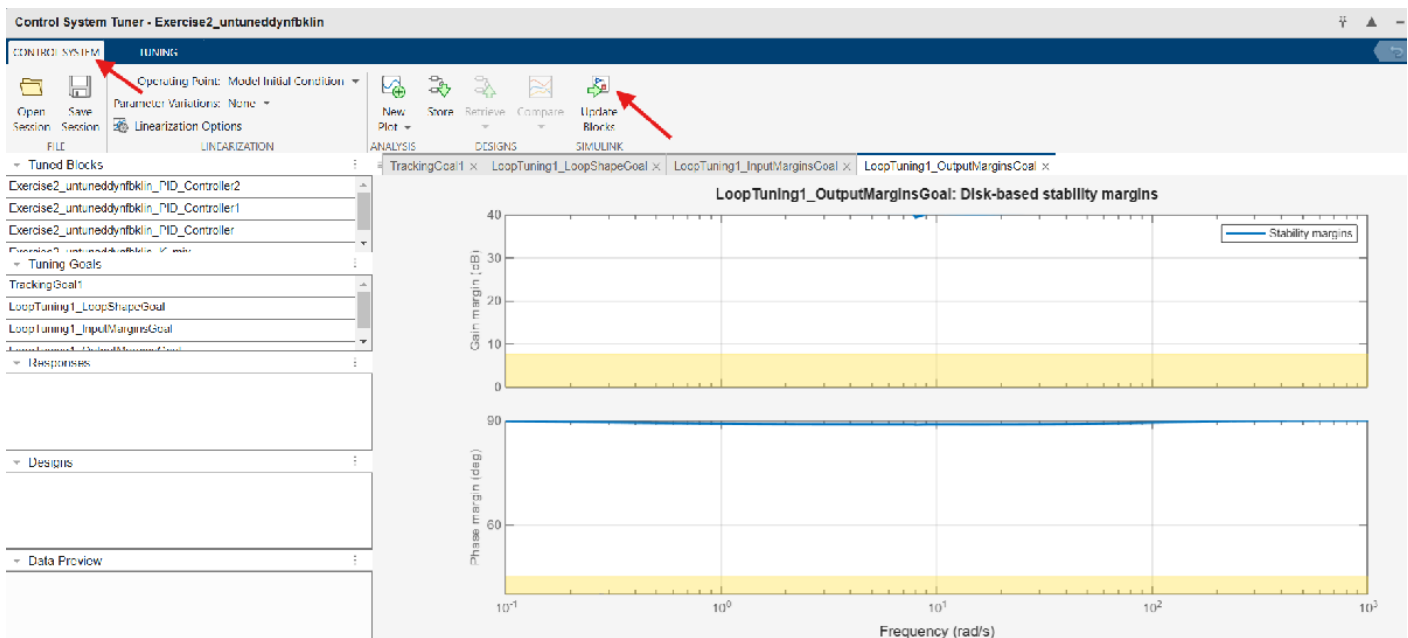 Control System Tuner - Exercise2_untuneddynfbklin
CONTROL SYSTEM
TUNING
Open Session
Save Session
FILE
Operating Point: Model Initial Condition
Parameter Variations: None
Linearization Options
LINEARIZATION
New Plot
ANALYSIS
Store
Retrieve
Compare
DESIGNS
Update Blocks
SIMULINK
Tuned Blocks
Exercise2_untuneddynfbklin_PID_Controller2
Exercise2_untuneddynfbklin_PID_Controller1
Exercise2_untuneddynfbklin_PID_Controller
Tuning Goals
TrackingGoal1
LoopTuning1_LoopShapeGoal
LoopTuning1_InputMarginsGoal
Responses
Designs
Data Preview
TrackingGoal1
LoopTuning1_LoopShapeGoal
LoopTuning1_InputMarginsGoal
LoopTuning1_OutputMarginsGoal
LoopTuning1_OutputMarginsGoal: Disk-based stability margins
Stability margins
Gain margin (dB)
40
30
20
10
0
Phase margin (deg)
90
60
10⁻¹ 10⁰ 10¹ 10² 10³
Frequency (rad/s)